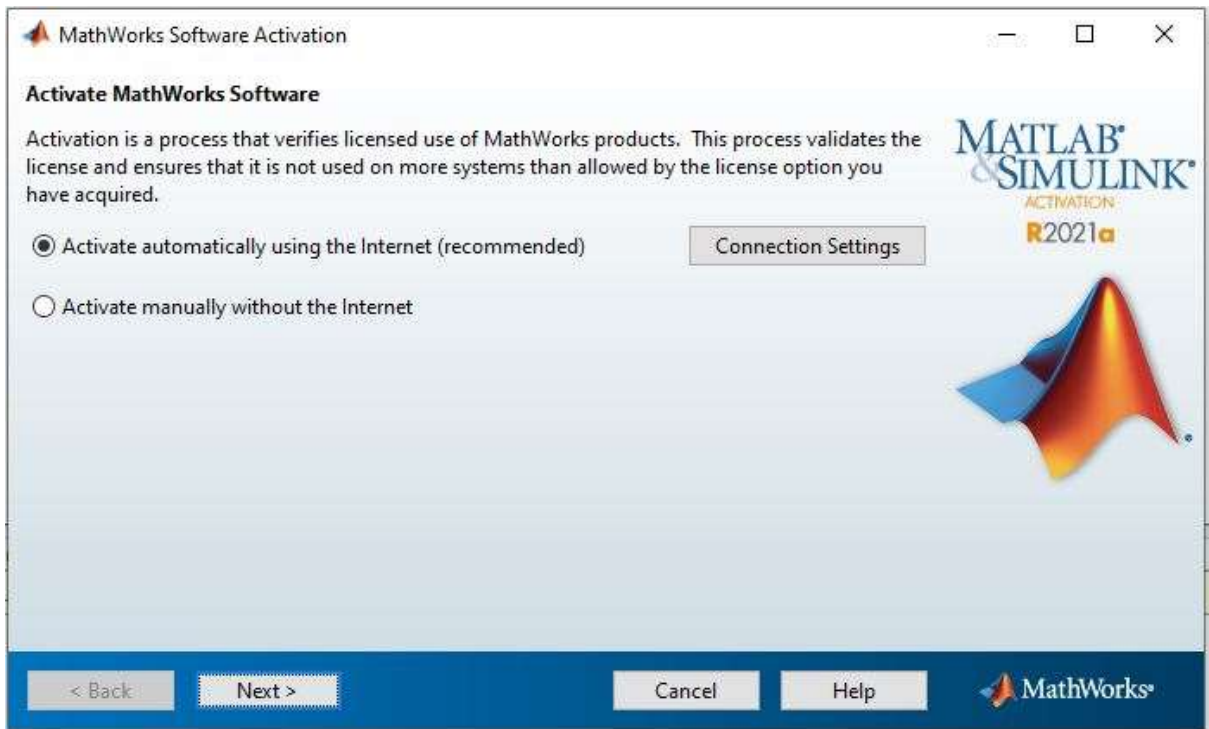 MathWorks Software Activation
Activate MathWorks Software
Activation is a process that verifies licensed use of MathWorks products. This process validates the
license and ensures that it is not used on more systems than allowed by the license option you
have acquired.
Activate automatically using the Internet (recommended)
Connection Settings
Activate manually without the Internet
MATLAB®
&SIMULINK®
ACTIVATION
R2021a
< Back
Next >
Cancel
Help
MathWorks®